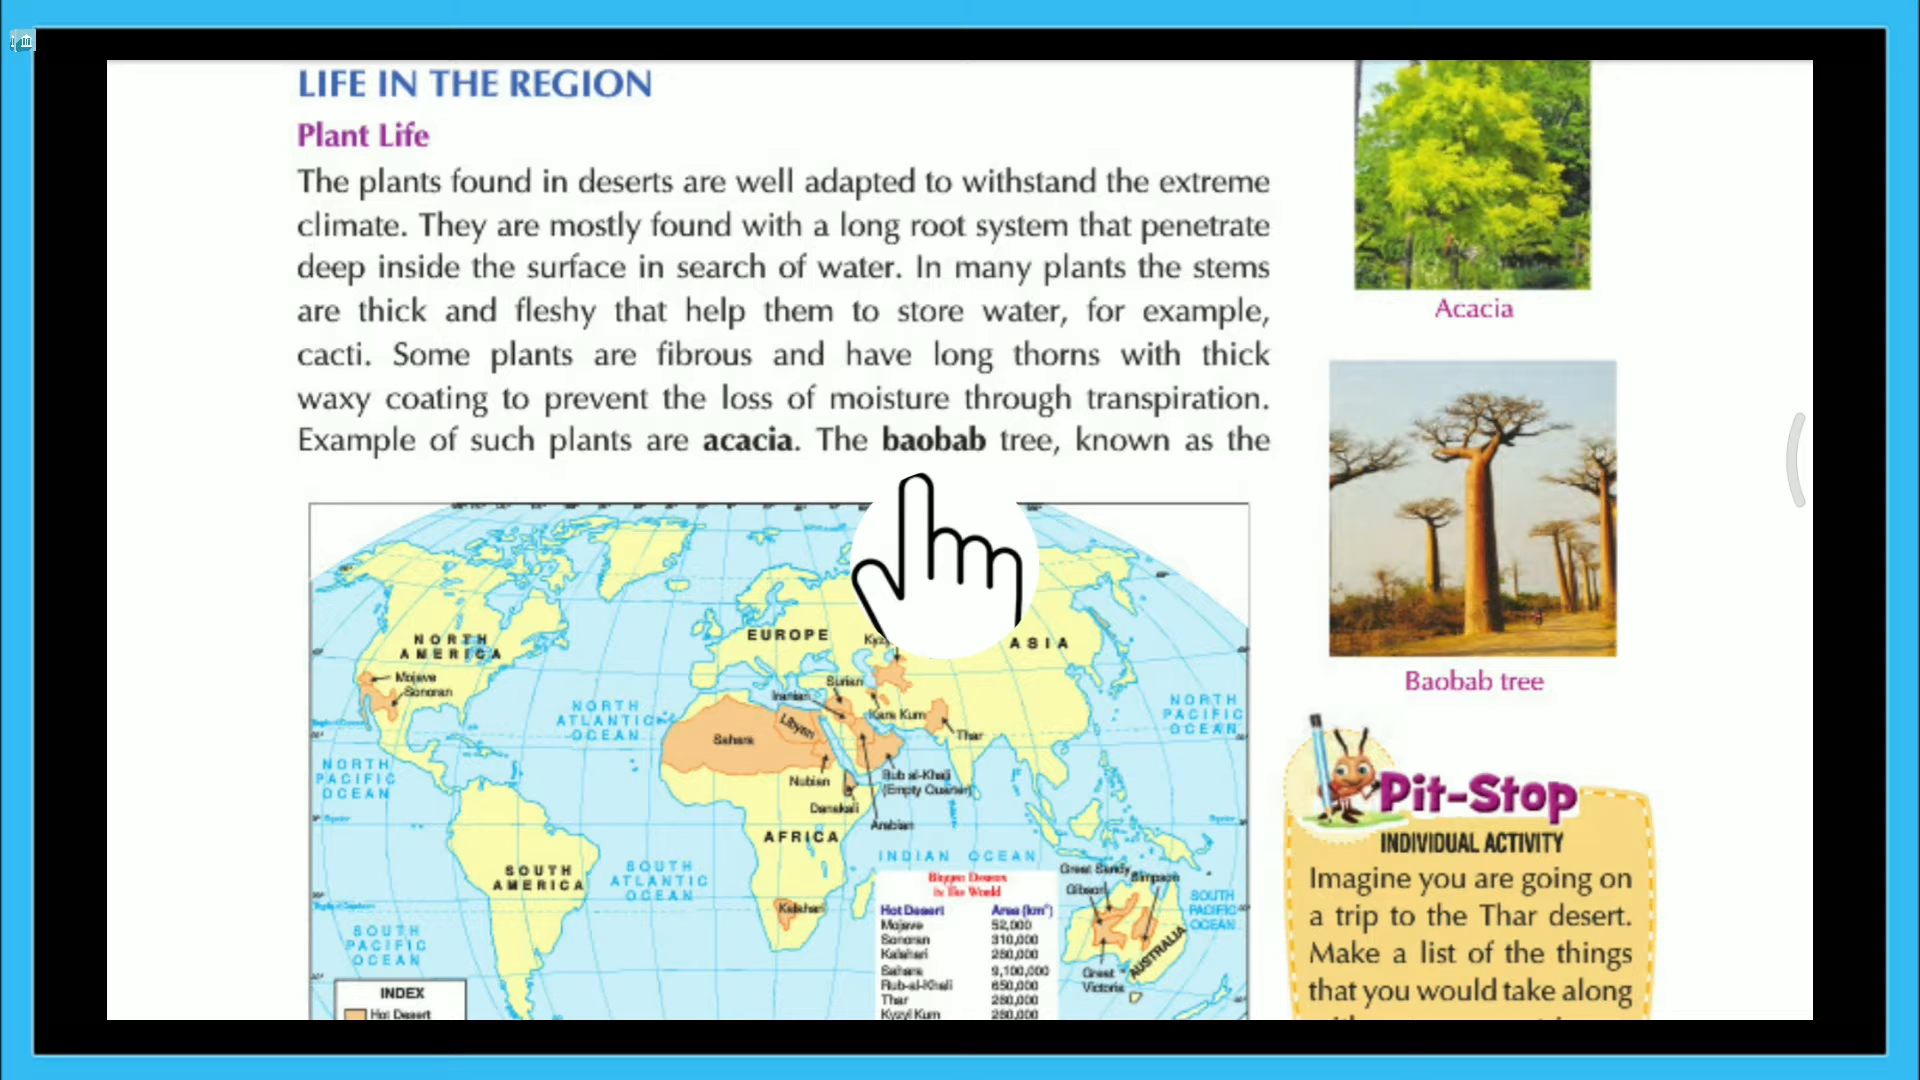 LIFE IN THE REGION
Plant Life
The plants found in deserts are well adapted to withstand the extreme
climate. They are mostly found with a long root system that penetrate
deep inside the surface in search of water. In many plants the stems
are thick and fleshy that help them to store water, for example,
cacti. Some plants are fibrous and have long thorns with thick
waxy coating to prevent the loss of moisture through transpiration.
Example of such plants are acacia. The baobab tree, known as the
Acacia
Baobab tree
NORTH
AMERICA
Mojave
Sonoran
NORTH
ATLANTIC
OCEAN
NORTH
PACIFIC
OCEAN
EUROPE
ASIA
Iranian
Kara Kum
Thar
Sahara
Libyan
Nubian
Danakali
Rub al-Khali
(Empty Quarter)
Arabian
AFRICA
NORTH
PACIFIC
OCEAN
SOUTH
AMERICA
SOUTH
ATLANTIC
OCEAN
SOUTH
PACIFIC
OCEAN
Kalahari
INDIAN OCEAN
Great Sandy
Simpson
Gibson
Great
Victoria
AUSTRALIA
SOUTH
PACIFIC
OCEAN
INDEX
Hot Desert
in The World
Hot Desert Area (km²)
Mojave 52,000
Sonoran 310,000
Kalahari 260,000
Sahara 9,100,000
Rub-al-Khali 650,000
Thar 260,000
Kyzyl Kum 260,000
Pit-Stop
INDIVIDUAL ACTIVITY
Imagine you are going on
a trip to the Thar desert.
Make a list of the things
that you would take along